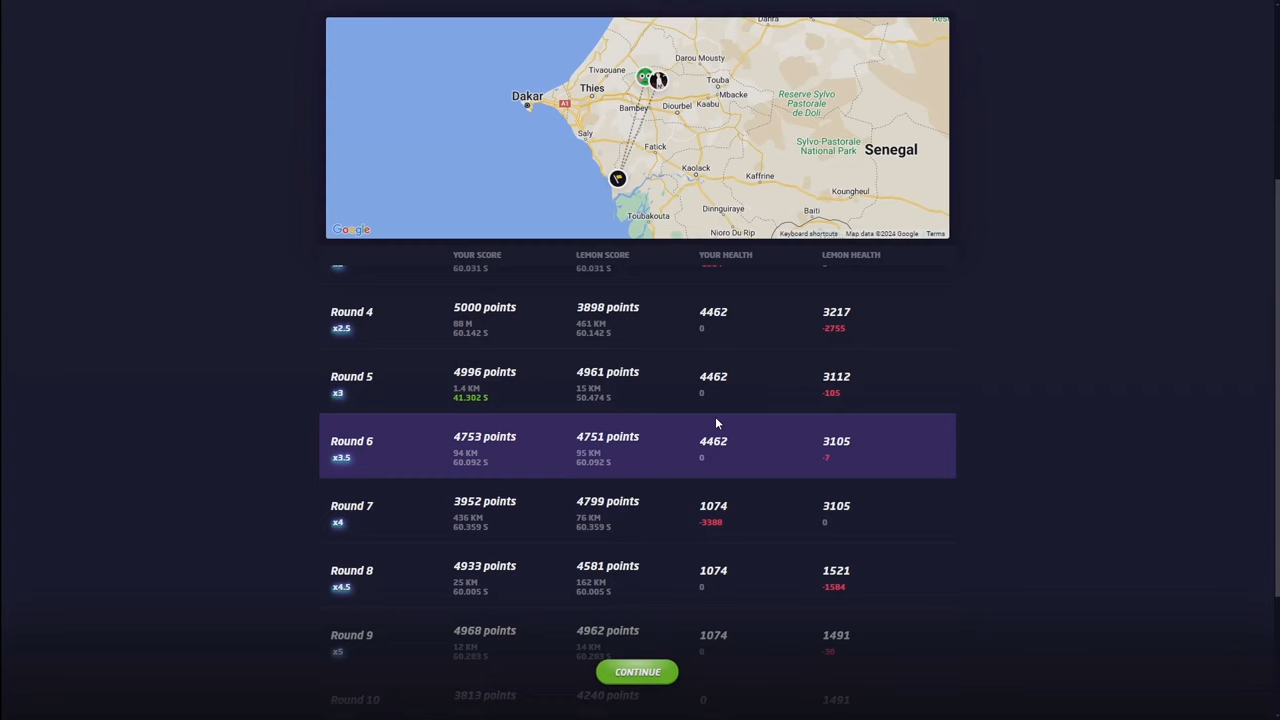 Dahra
Res
Darou Mousty
Tivaouane
Touba
Thies
Dakar
A1
Mbacke
Reserve Sylvo
Pastorale
de Doli
Bambey
Diourbel
Kaabu
Saly
Sylvo-Pastorale
National Park
Senegal
Fatick
Kaolack
Kaffrine
Koungheul
Dinnguiraye
Baiti
Toubakouta
Nioro Du Rip
Google
Keyboard shortcuts
Map data ©2024 Google
Terms
YOUR SCORE LEMON SCORE YOUR HEALTH LEMON HEALTH
60.031 S 60.031 S
Round 4 5000 points 3898 points 4462 3217
x2.5 88 M 461 KM 0 -2755
60.142 S 60.142 S
Round 5 4996 points 4961 points 4462 3112
x3 1.4 KM 15 KM 0 -105
41.302 S 50.474 S
Round 6 4753 points 4751 points 4462 3105
x3.5 94 KM 95 KM 0 -7
60.092 S 60.092 S
Round 7 3952 points 4799 points 1074 3105
x4 436 KM 76 KM -3388 0
60.359 S 60.359 S
Round 8 4933 points 4581 points 1074 1521
x4.5 25 KM 162 KM 0 -1584
60.005 S 60.005 S
Round 9 4968 points 4962 points 1074 1491
x5 12 KM 14 KM 0 -30
60.283 S 60.283 S
CONTINUE
Round 10 3813 points 4240 points 0 1491